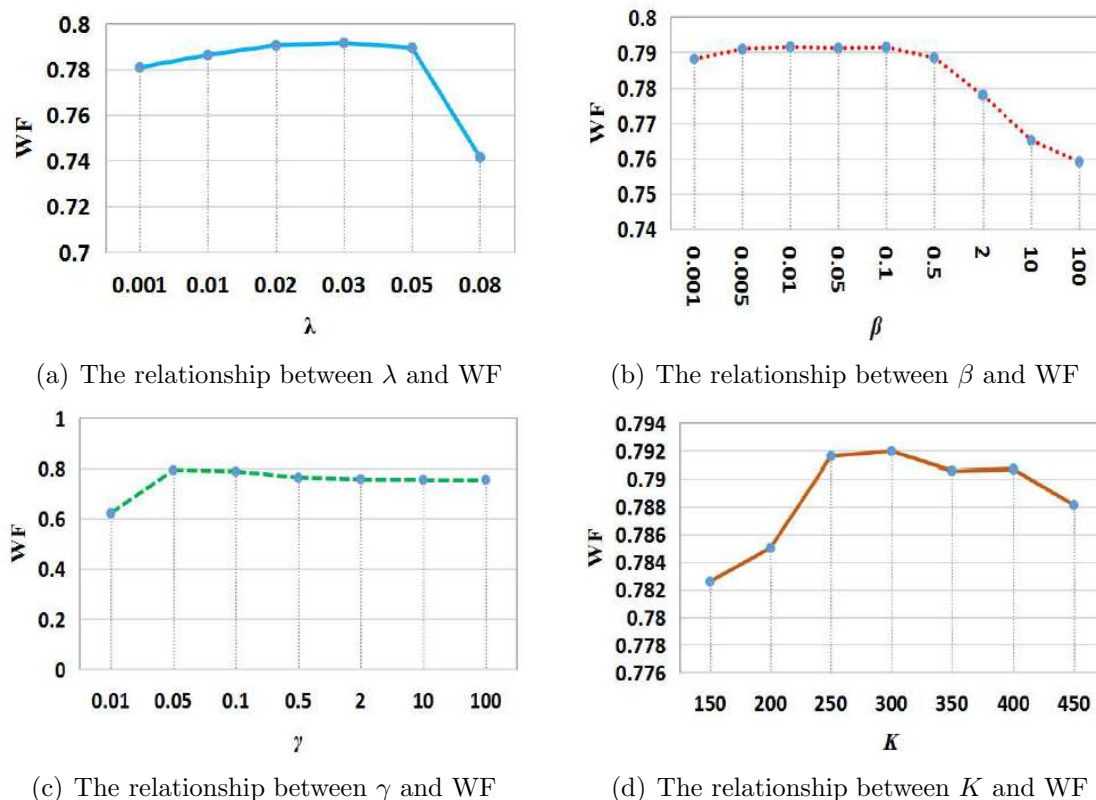 0.8
0.78
0.76
0.74
0.72
0.7
WF
0.001 0.01 0.02 0.03 0.05 0.08
λ
(a) The relationship between λ and WF
0.8
0.79
0.78
0.77
0.76
0.75
0.74
WF
0.001 0.005 0.01 0.05 0.1 0.5 2 10 100
β
(b) The relationship between β and WF
1
0.8
0.6
0.4
0.2
0
WF
0.01 0.05 0.1 0.5 2 10 100
γ
(c) The relationship between γ and WF
0.794
0.792
0.79
0.788
0.786
0.784
0.782
0.78
0.778
0.776
WF
150 200 250 300 350 400 450
K
(d) The relationship between K and WF